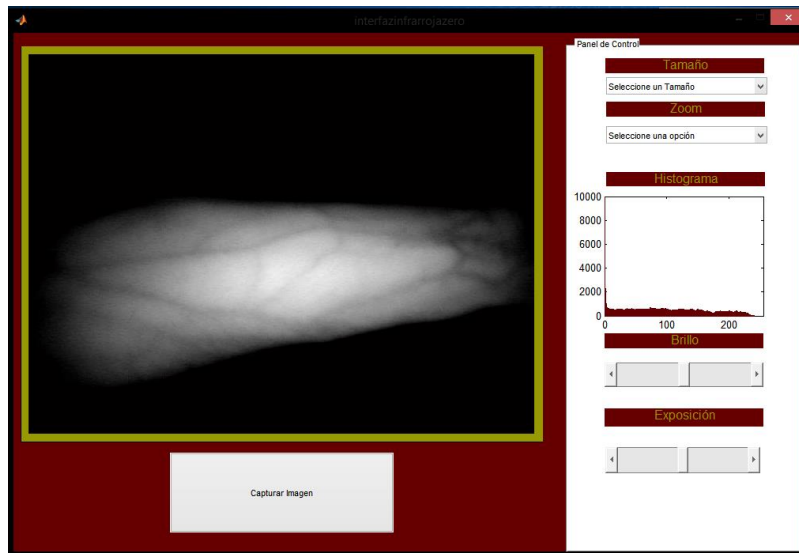 interfazinfrarrojazero
Panel de Control
Tamaño
Seleccione un Tamaño
Zoom
Seleccione una opción
Histograma
10000
8000
6000
4000
2000
0
0 100 200
Brillo
Exposición
Capturar Imagen